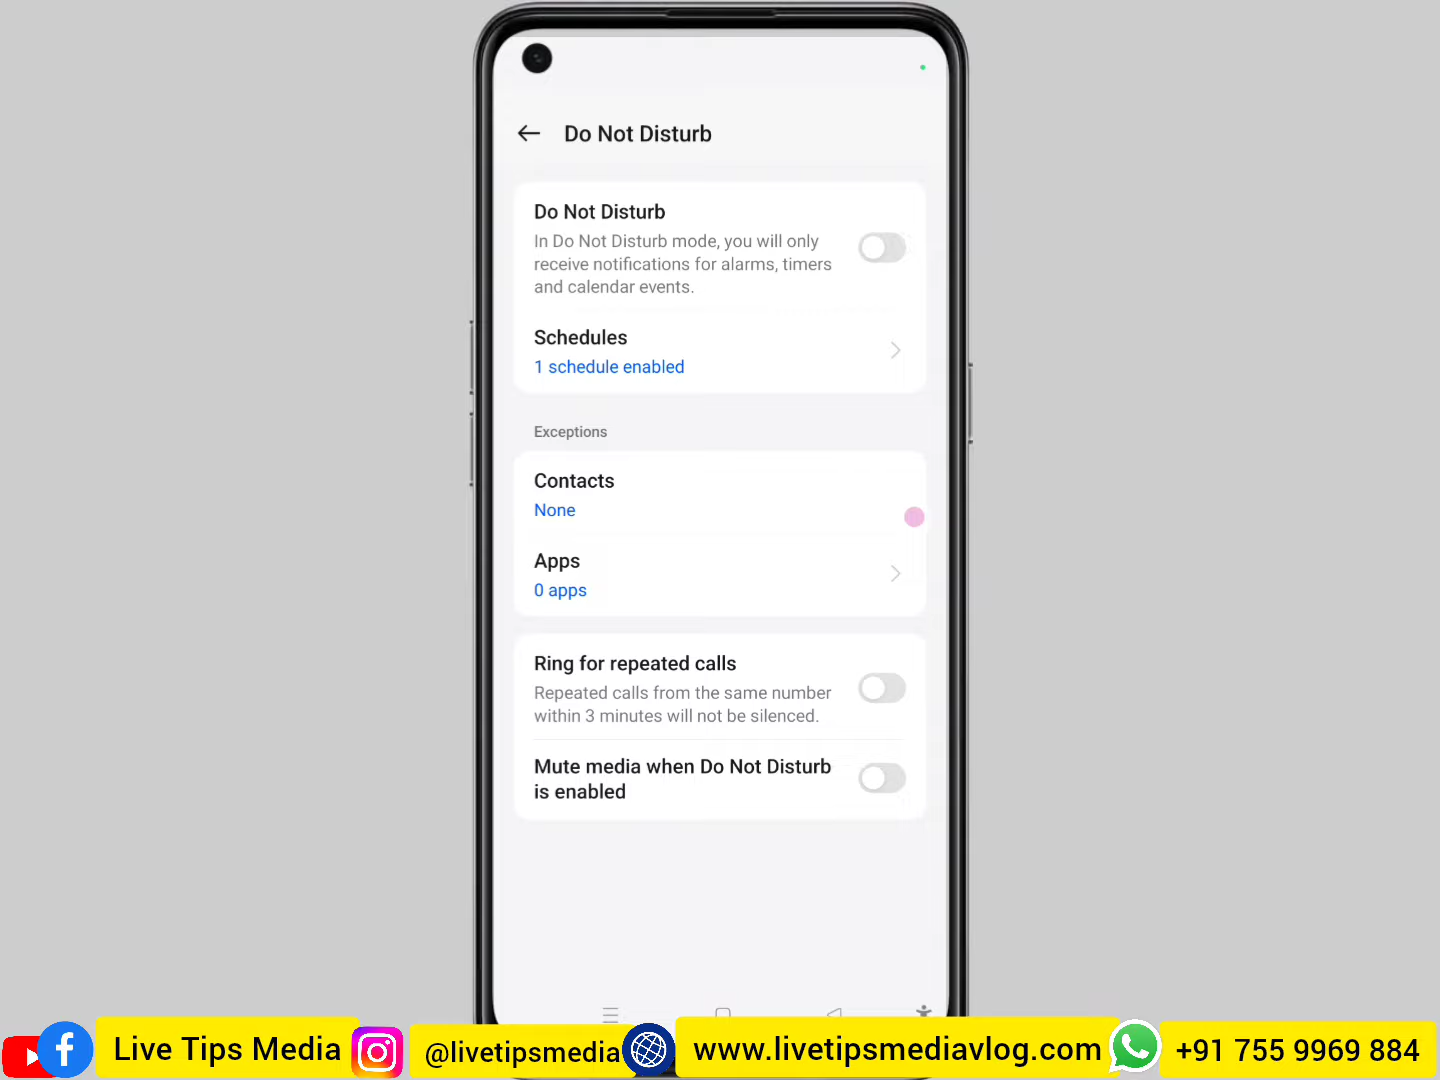 Do Not Disturb
Do Not Disturb
In Do Not Disturb mode, you will only
receive notifications for alarms, timers
and calendar events.
Schedules
1 schedule enabled
Exceptions
Contacts
None
Apps
0 apps
Ring for repeated calls
Repeated calls from the same number
within 3 minutes will not be silenced.
Mute media when Do Not Disturb
is enabled
Live Tips Media
@livetipsmedia
www.livetipsmediavlog.com
+91 755 9969 884